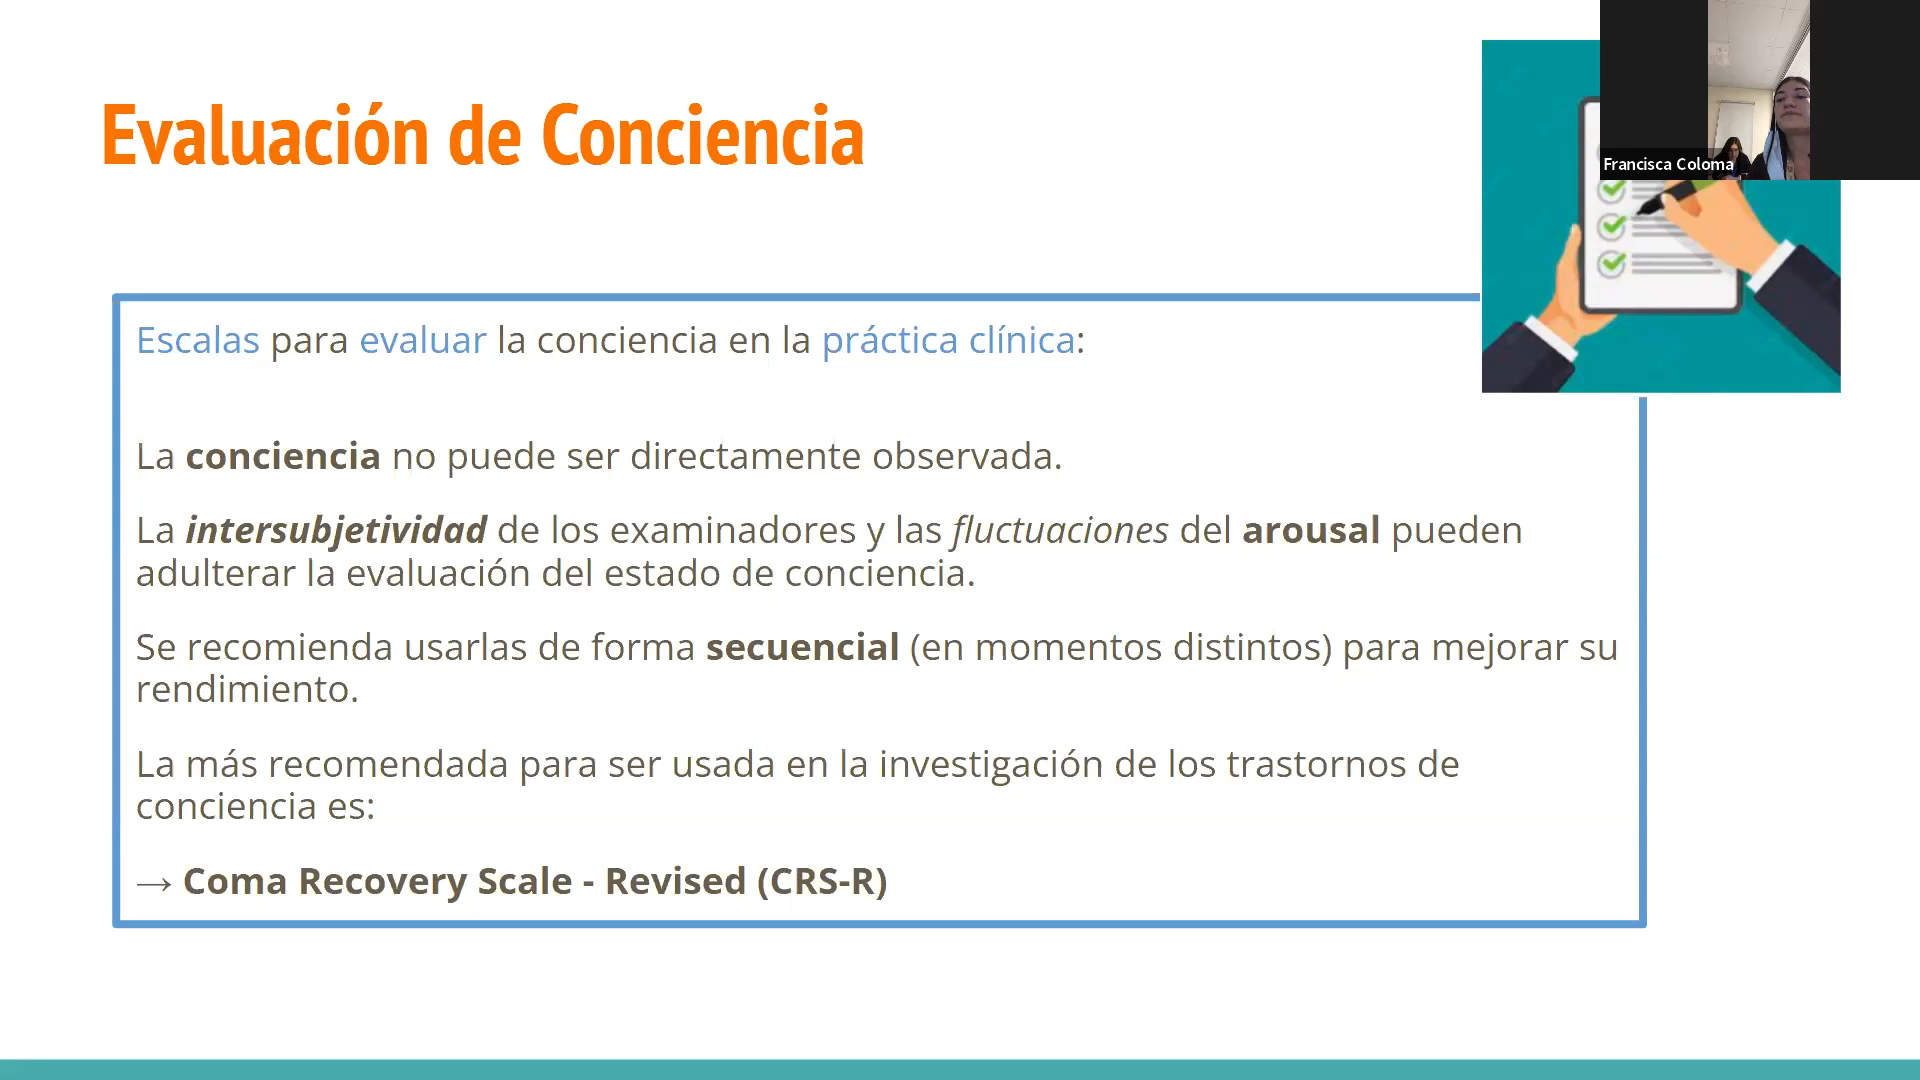 Evaluación de Conciencia
Francisca Coloma
Escalas para evaluar la conciencia en la práctica clínica:
La conciencia no puede ser directamente observada.
La intersubjetividad de los examinadores y las fluctuaciones del arousal pueden
adulterar la evaluación del estado de conciencia.
Se recomienda usarlas de forma secuencial (en momentos distintos) para mejorar su
rendimiento.
La más recomendada para ser usada en la investigación de los trastornos de
conciencia es:
→ Coma Recovery Scale - Revised (CRS-R)